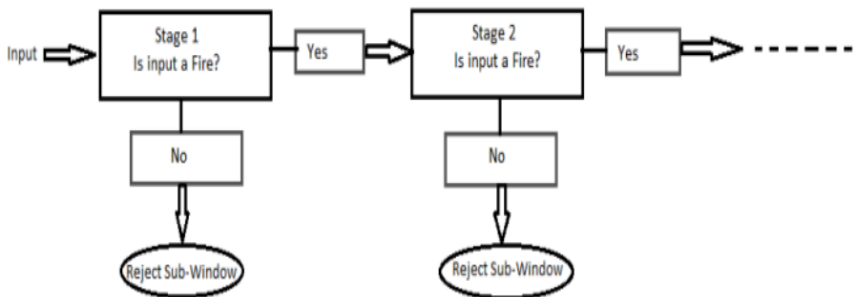 Input
Stage 1
Is input a Fire?
Yes
Stage 2
Is input a Fire?
Yes
No
No
Reject Sub-Window
Reject Sub-Window